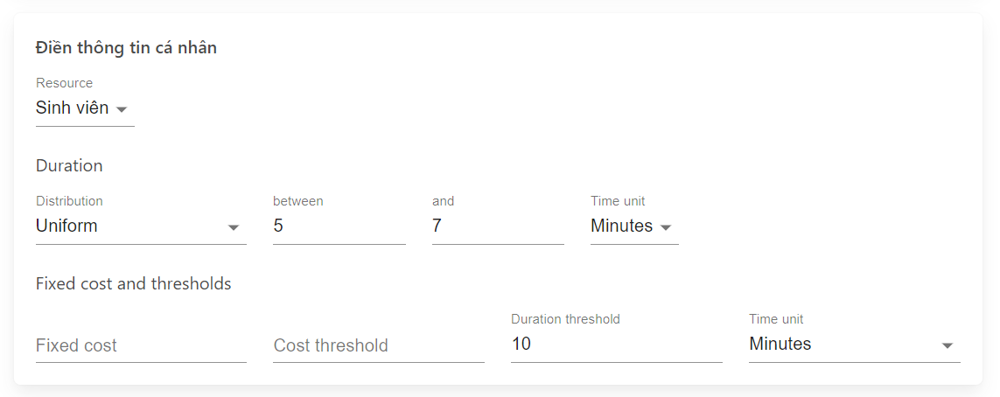 Điền thông tin cá nhân
Resource
Sinh viên
Duration
Distribution between and Time unit
Uniform 5 7 Minutes
Fixed cost and thresholds
Duration threshold Time unit
Fixed cost Cost threshold 10 Minutes